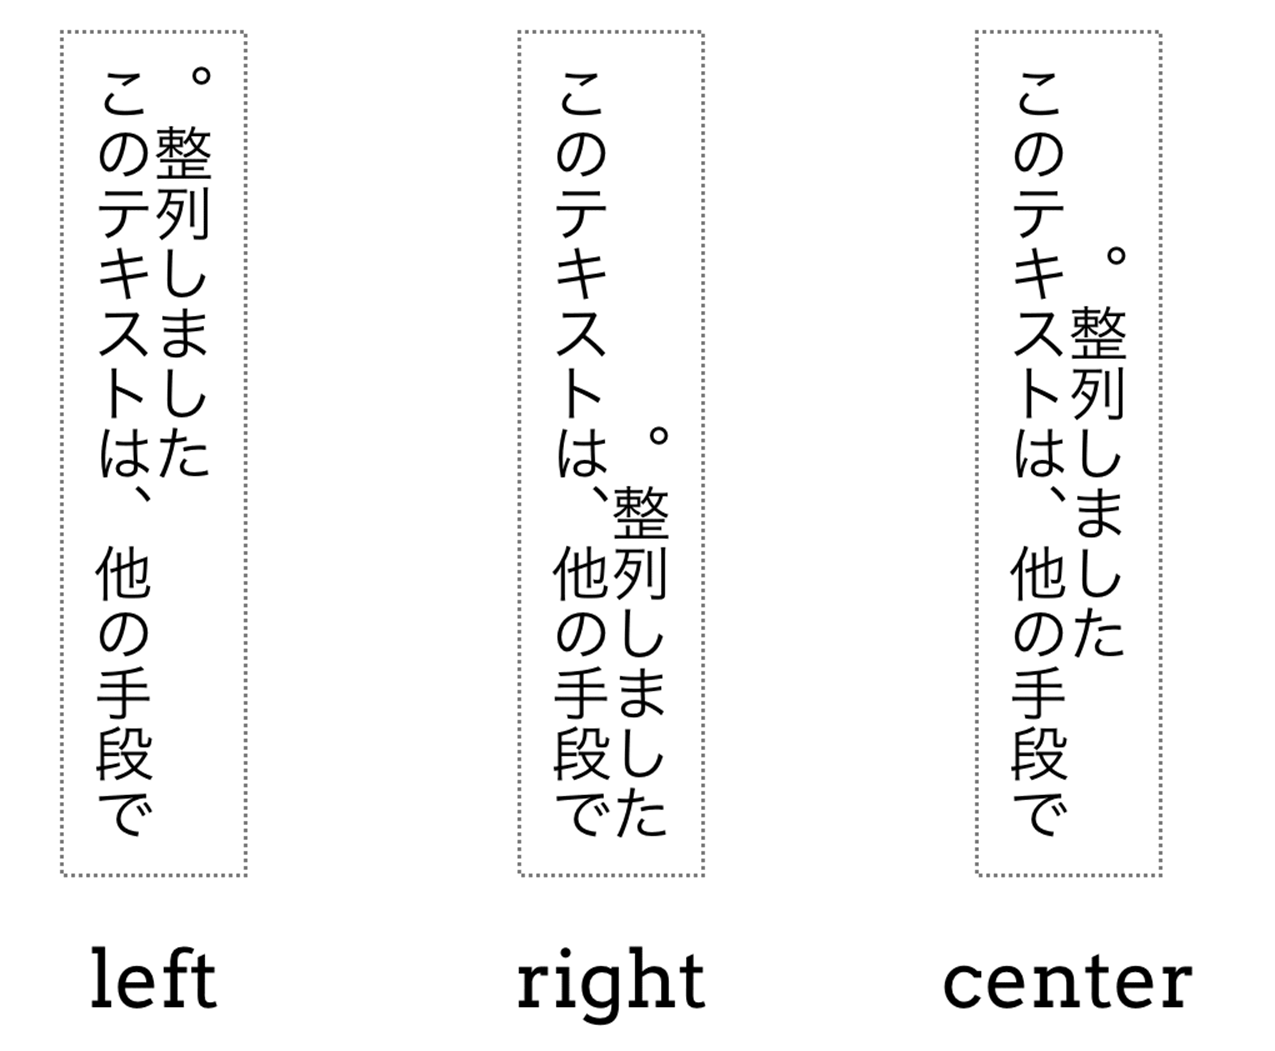 このテキストは、他の手段で
。整列しました
left
このテキストは、他の手段で
。整列しました
right
このテキストは、他の手段で
。整列しました
center